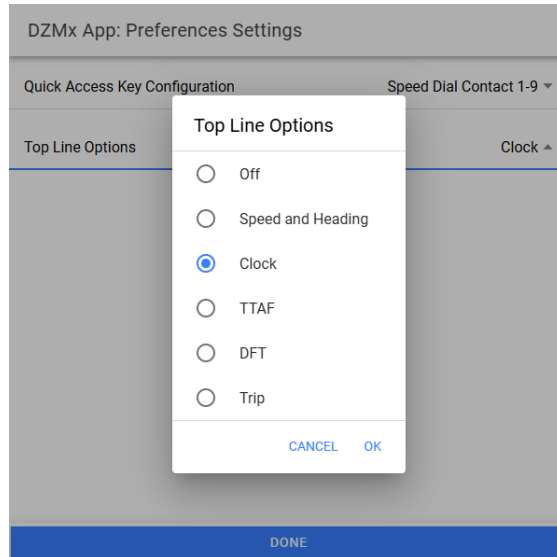 DZMx App: Preferences Settings
Quick Access Key Configuration Speed Dial Contact 1-9
Top Line Options Clock
Top Line Options
Off
Speed and Heading
Clock
TTAF
DFT
Trip
CANCEL OK
DONE